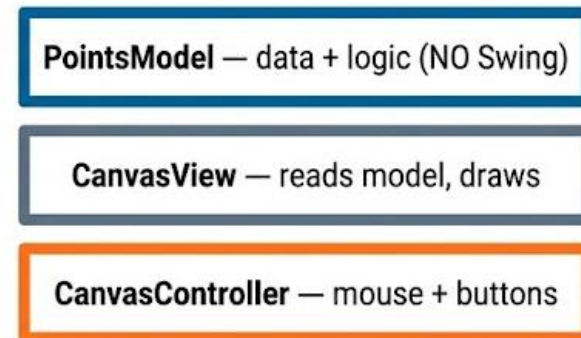 PointsModel — data + logic (NO Swing)
CanvasView — reads model, draws
CanvasController — mouse + buttons